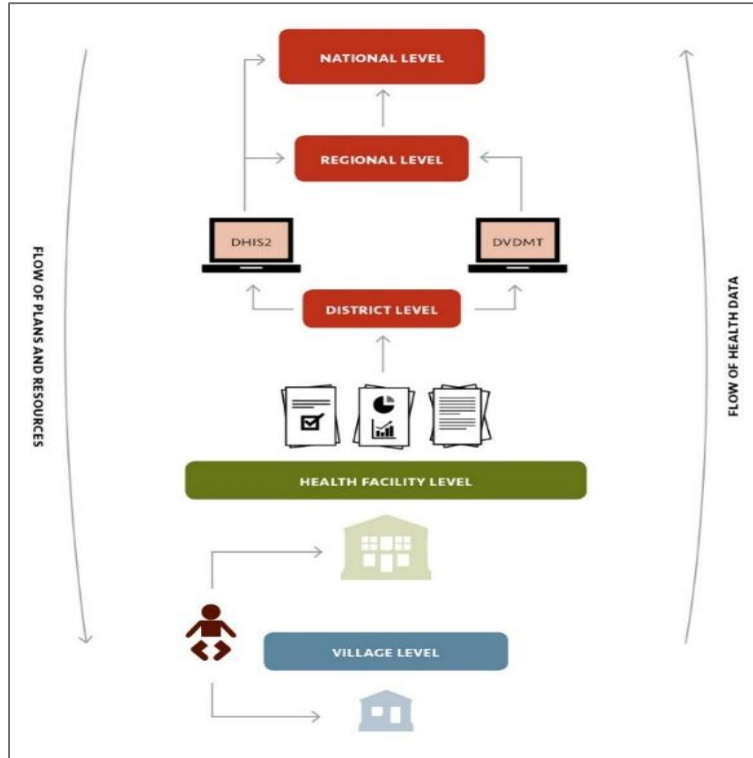 NATIONAL LEVEL
REGIONAL LEVEL
DHIS2
DVDMT
DISTRICT LEVEL
FLOW OF PLANS AND RESOURCES
FLOW OF HEALTH DATA
HEALTH FACILITY LEVEL
VILLAGE LEVEL